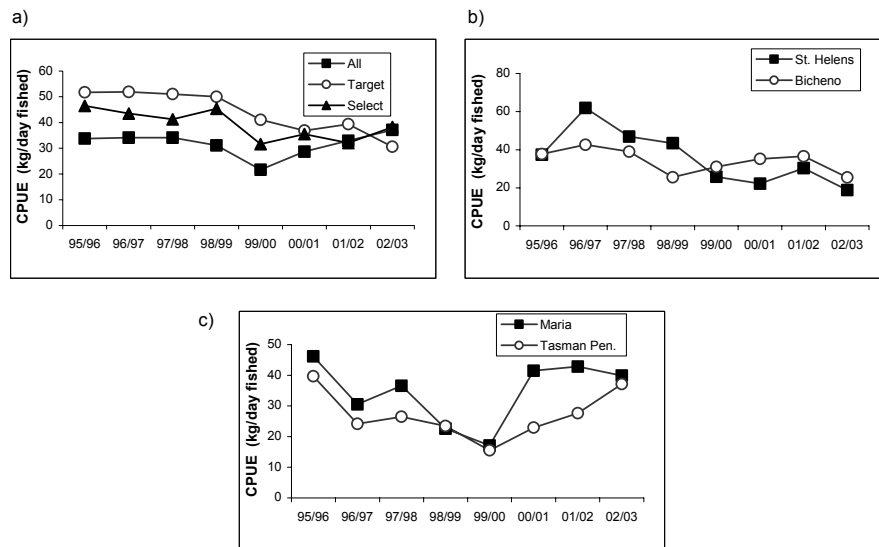 a)
All
Target
Select
CPUE (kg/day fished)
60
50
40
30
20
10
0
95/96 96/97 97/98 98/99 99/00 00/01 01/02 02/03
b)
St. Helens
Bicheno
CPUE (kg/day fished)
80
60
40
20
0
95/96 96/97 97/98 98/99 99/00 00/01 01/02 02/03
c)
Maria
Tasman Pen.
CPUE (kg/day fished)
50
40
30
20
10
0
95/96 96/97 97/98 98/99 99/00 00/01 01/02 02/03